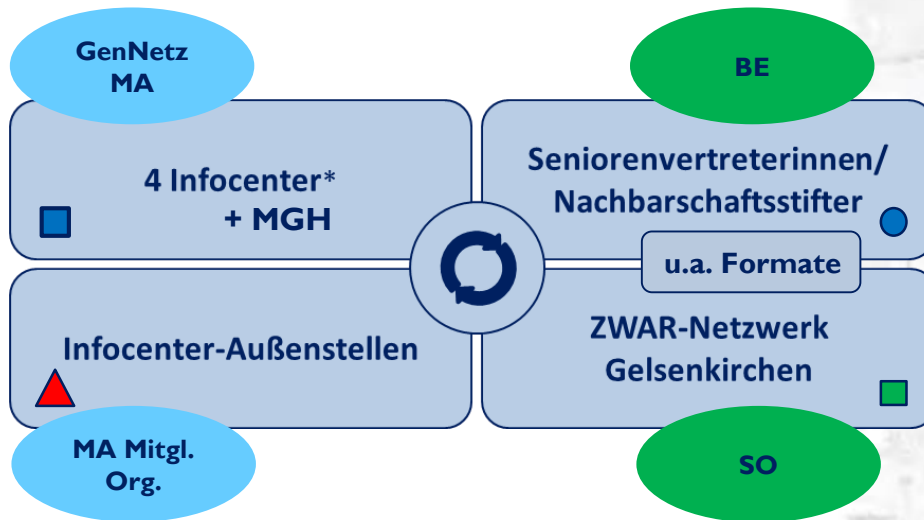 GenNetz
MA
BE
4 Infocenter*
+ MGH
Seniorenvertreterinnen/
Nachbarschaftsstifter
u.a. Formate
Infocenter-Außenstellen
ZWAR-Netzwerk
Gelsenkirchen
MA Mitgl.
Org.
SO